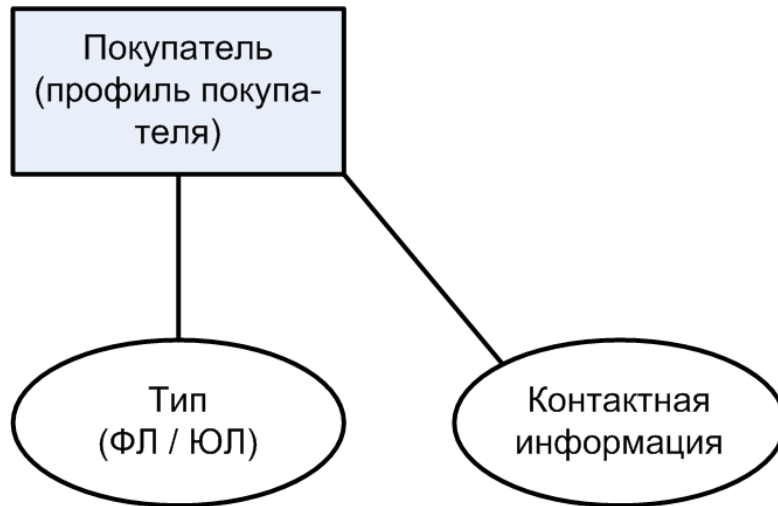 Покупатель
(профиль покупа-
теля)
Тип
(ФЛ / ЮЛ)
Контактная
информация